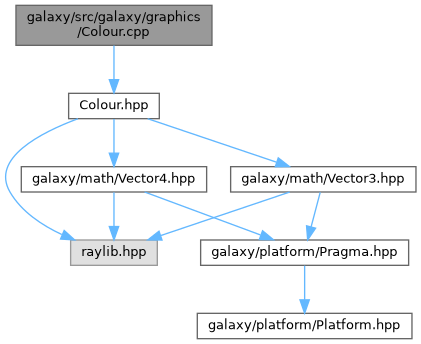 galaxy/src/galaxy/graphics
/Colour.cpp
Colour.hpp
galaxy/math/Vector4.hpp
galaxy/math/Vector3.hpp
raylib.hpp
galaxy/platform/Pragma.hpp
galaxy/platform/Platform.hpp